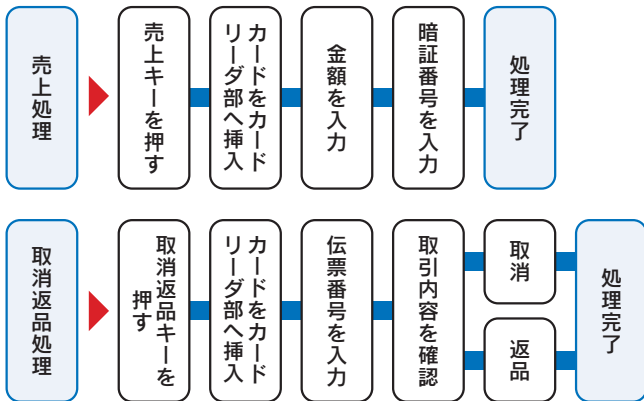 売上処理
売上キーを押す
カードをカード
リーダ部へ挿入
金額を入力
暗証番号を入力
処理完了
取消返品処理
取消返品キーを
押す
カードをカード
リーダ部へ挿入
伝票番号を入力
取引内容を確認
取消
返品
処理完了